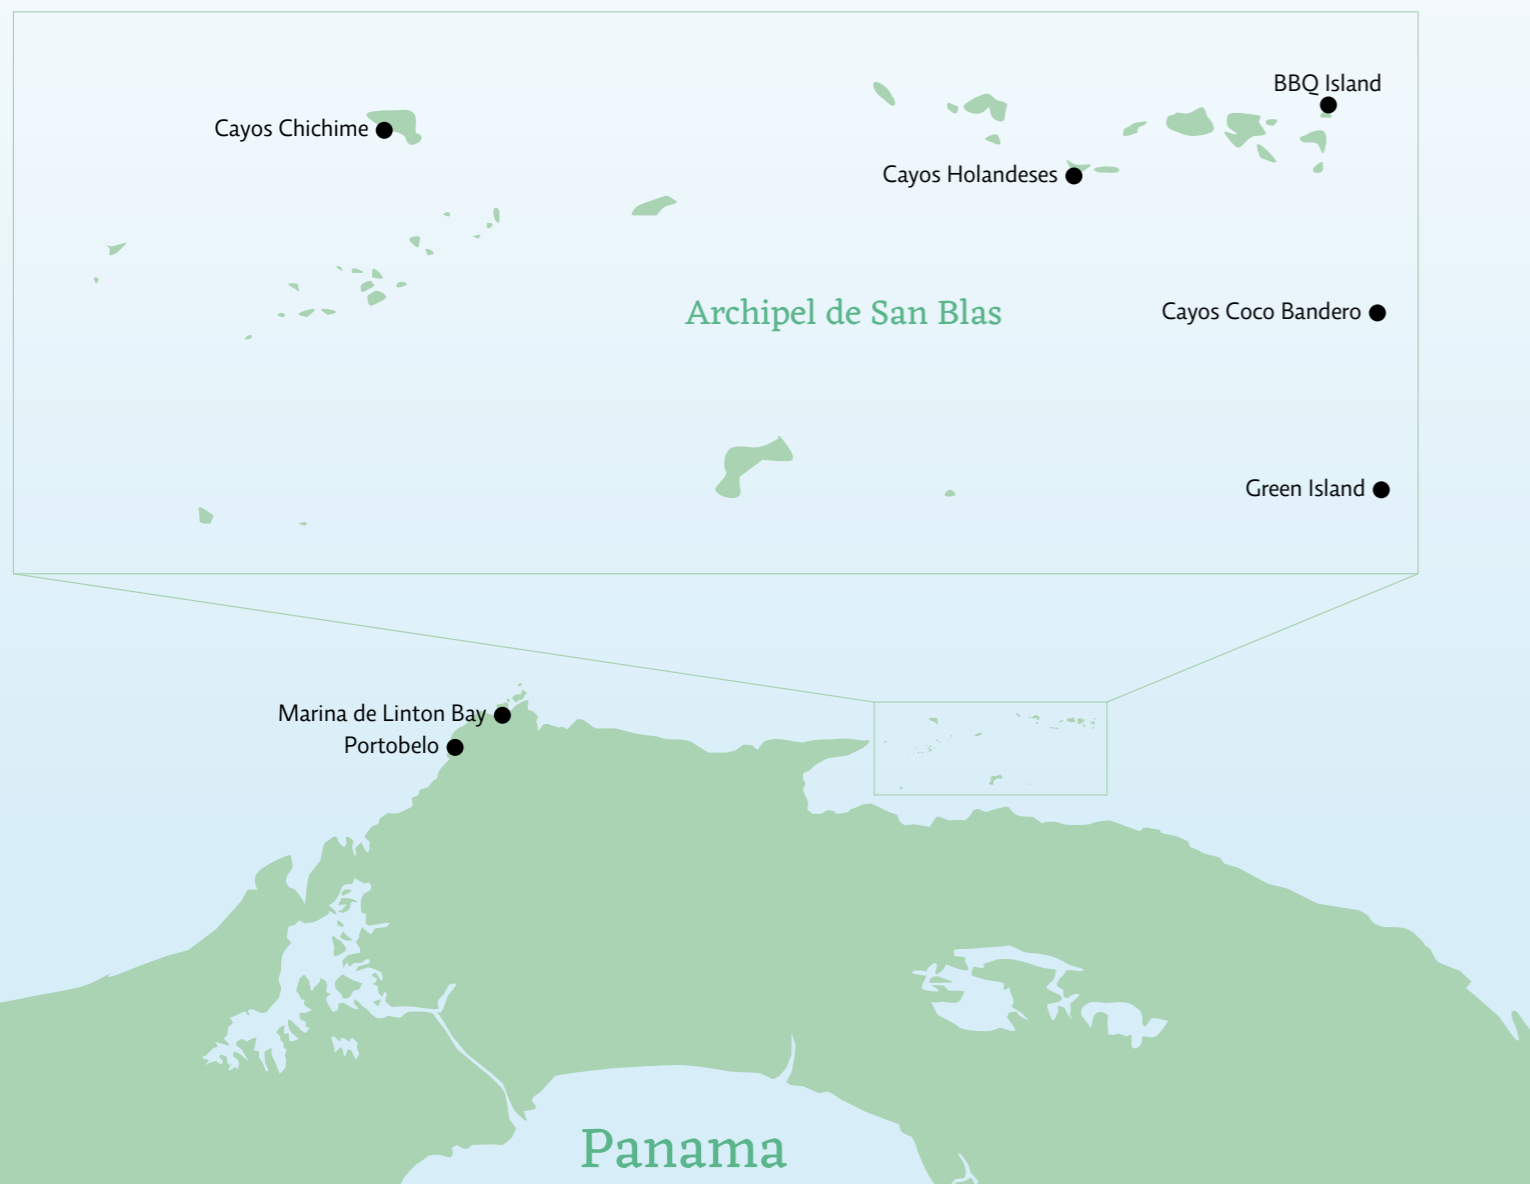 BBQ Island
Cayos Chichime
Cayos Holandeses
Archipel de San Blas
Cayos Coco Bandero
Green Island
Marina de Linton Bay
Portobelo
Panama